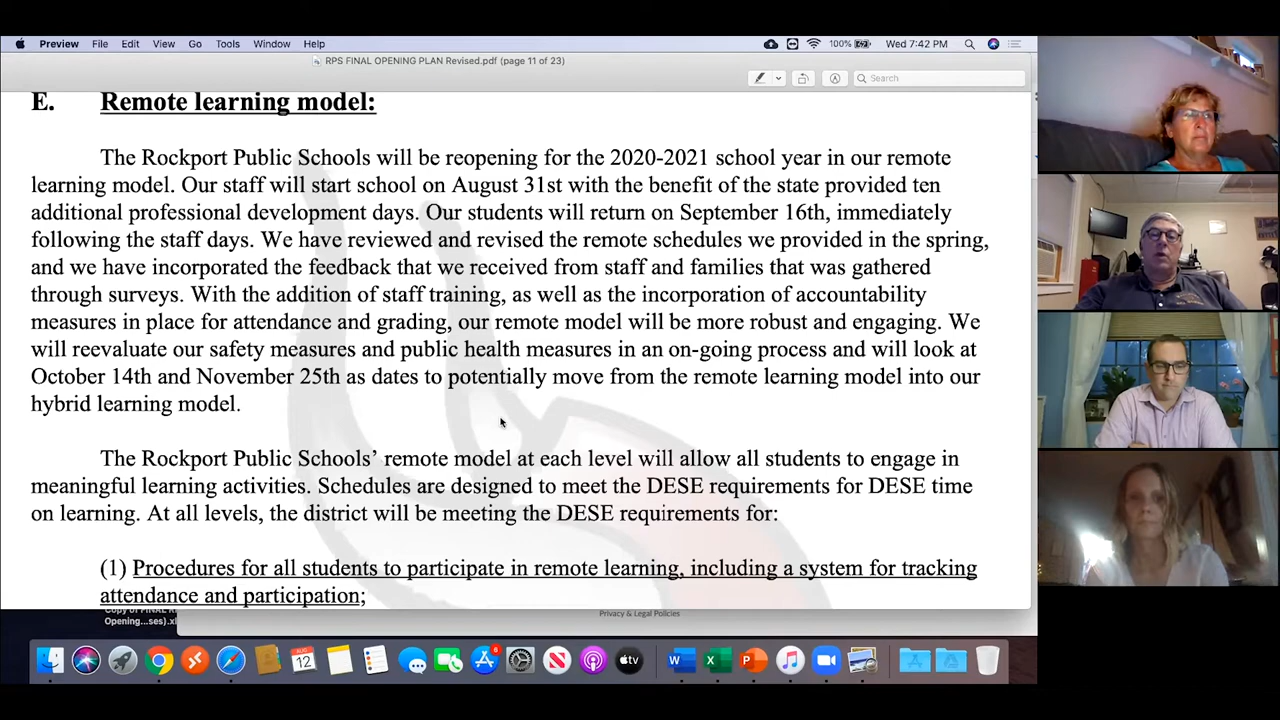 Preview File Edit View Go Tools Window Help 100% Wed 7:42 PM
RPS FINAL OPENING PLAN Revised.pdf (page 11 of 23)
Search
E. Remote learning model:
The Rockport Public Schools will be reopening for the 2020-2021 school year in our remote
learning model. Our staff will start school on August 31st with the benefit of the state provided ten
additional professional development days. Our students will return on September 16th, immediately
following the staff days. We have reviewed and revised the remote schedules we provided in the spring,
and we have incorporated the feedback that we received from staff and families that was gathered
through surveys. With the addition of staff training, as well as the incorporation of accountability
measures in place for attendance and grading, our remote model will be more robust and engaging. We
will reevaluate our safety measures and public health measures in an on-going process and will look at
October 14th and November 25th as dates to potentially move from the remote learning model into our
hybrid learning model.
The Rockport Public Schools’ remote model at each level will allow all students to engage in
meaningful learning activities. Schedules are designed to meet the DESE requirements for DESE time
on learning. At all levels, the district will be meeting the DESE requirements for:
(1) Procedures for all students to participate in remote learning, including a system for tracking
attendance and participation;
Copy of FINAL
Opening...ses).xl
Privacy & Legal Policies
AUG
12
6
tv
W
X
P